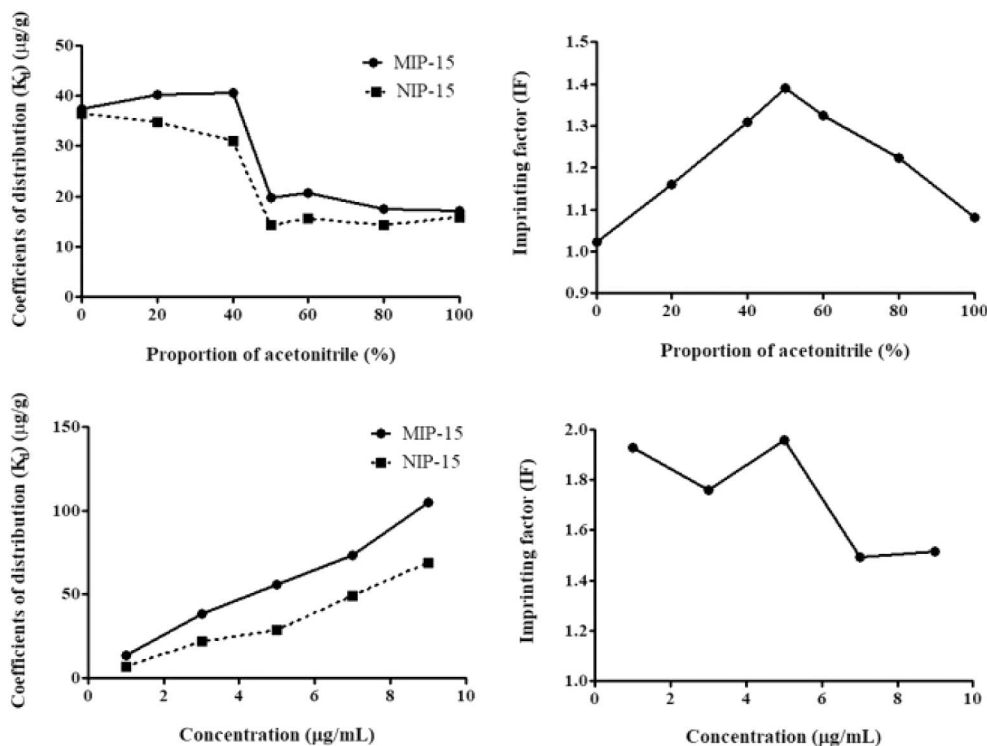 Coefficients of distribution (Kd) (µg/g)
50
40
30
20
10
0
MIP-15
NIP-15
0 20 40 60 80 100
Proportion of acetonitrile (%)
Imprinting factor (IF)
1.5
1.4
1.3
1.2
1.1
1.0
0.9
0 20 40 60 80 100
Proportion of acetonitrile (%)
Coefficients of distribution (Kd) (µg/g)
150
100
50
0
MIP-15
NIP-15
0 2 4 6 8 10
Concentration (µg/mL)
Imprinting factor (IF)
2.0
1.8
1.6
1.4
1.2
1.0
0 2 4 6 8 10
Concentration (µg/mL)